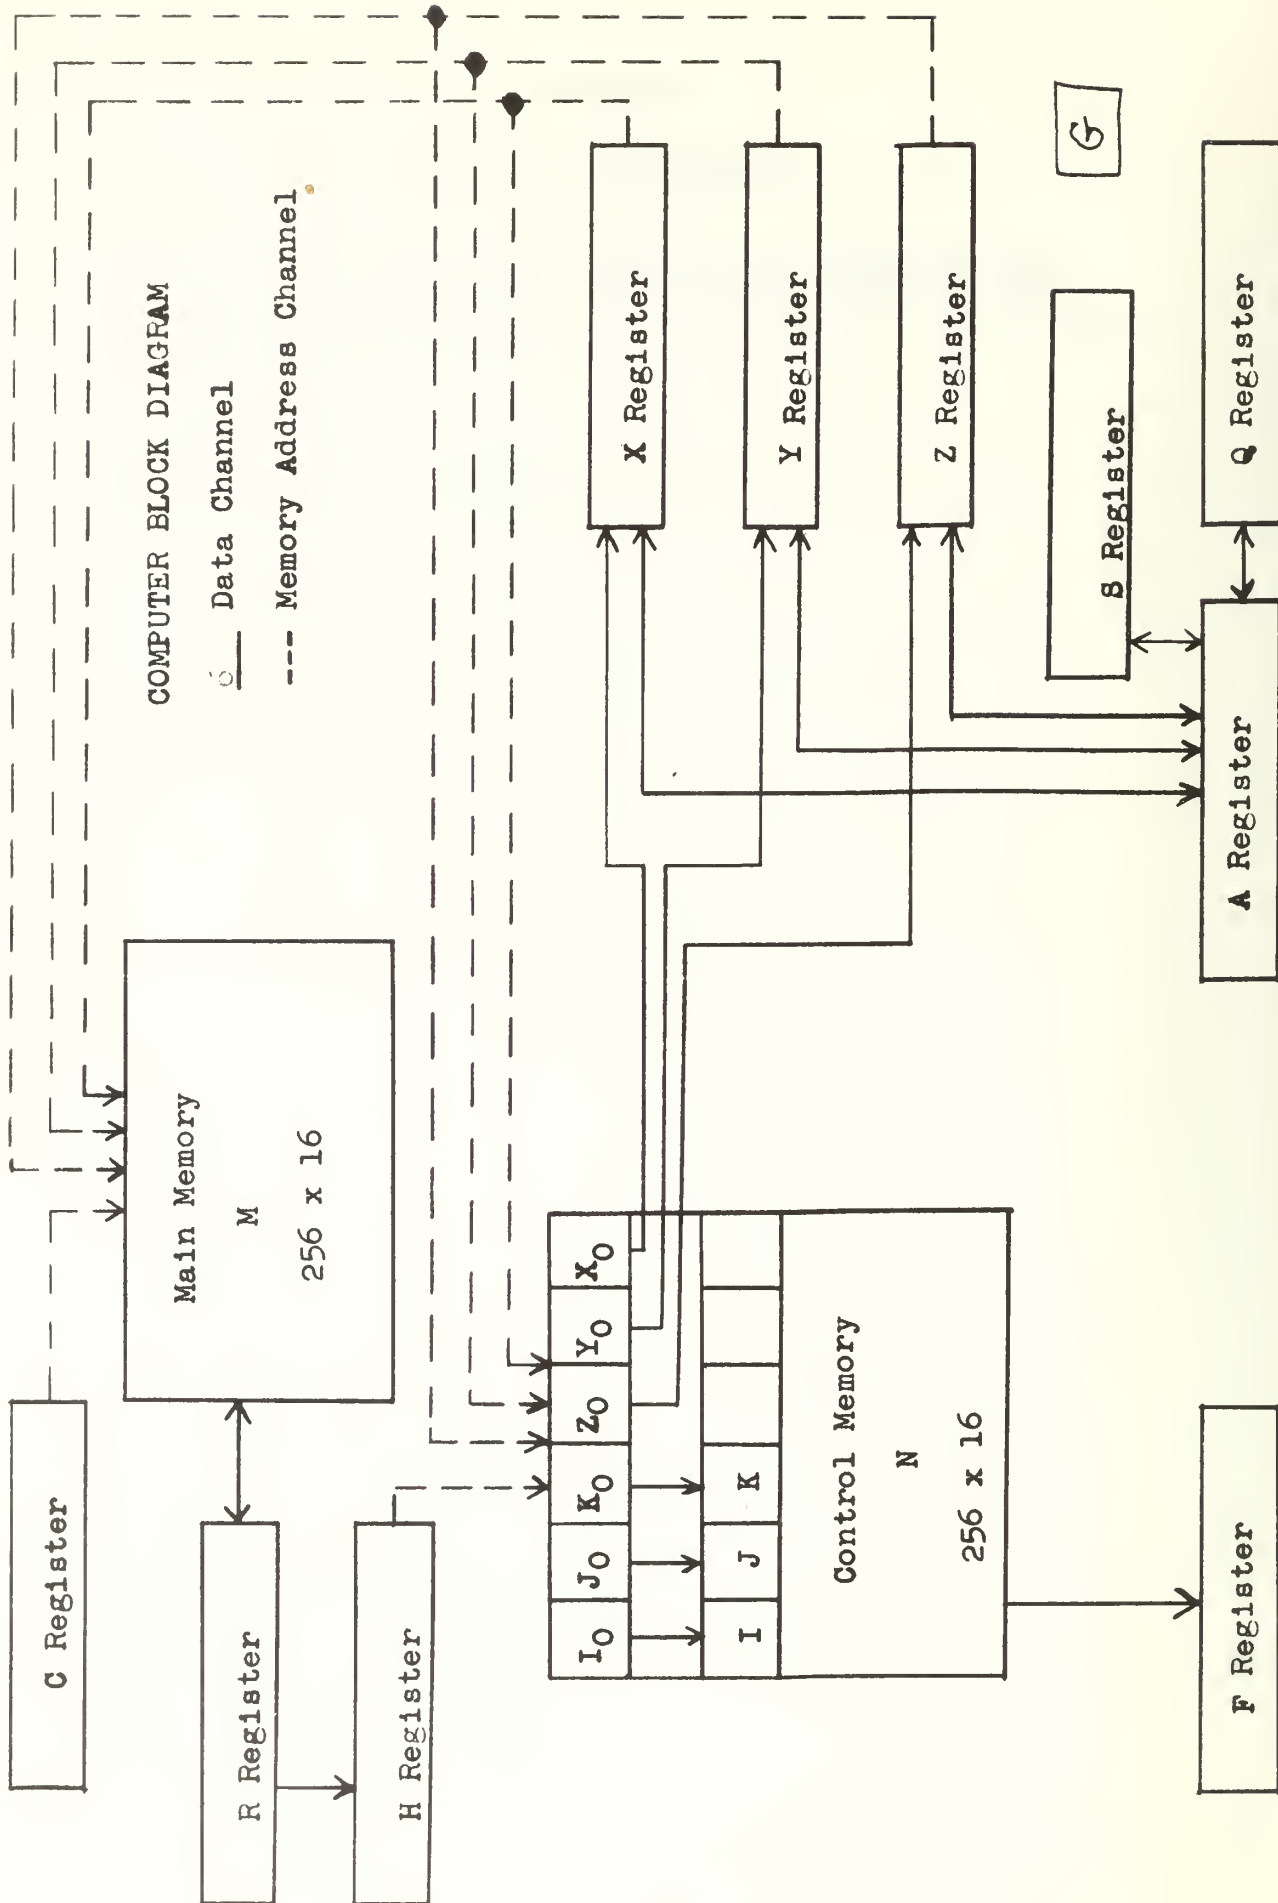 COMPUTER BLOCK DIAGRAM
Data Channel
--- Memory Address Channel
C Register
R Register
H Register
Main Memory
M
256 x 16
I0
J0
K0
Z0
Y0
X0
I
J
K
Control Memory
N
256 x 16
F Register
X Register
Y Register
Z Register
G
S Register
A Register
Q Register